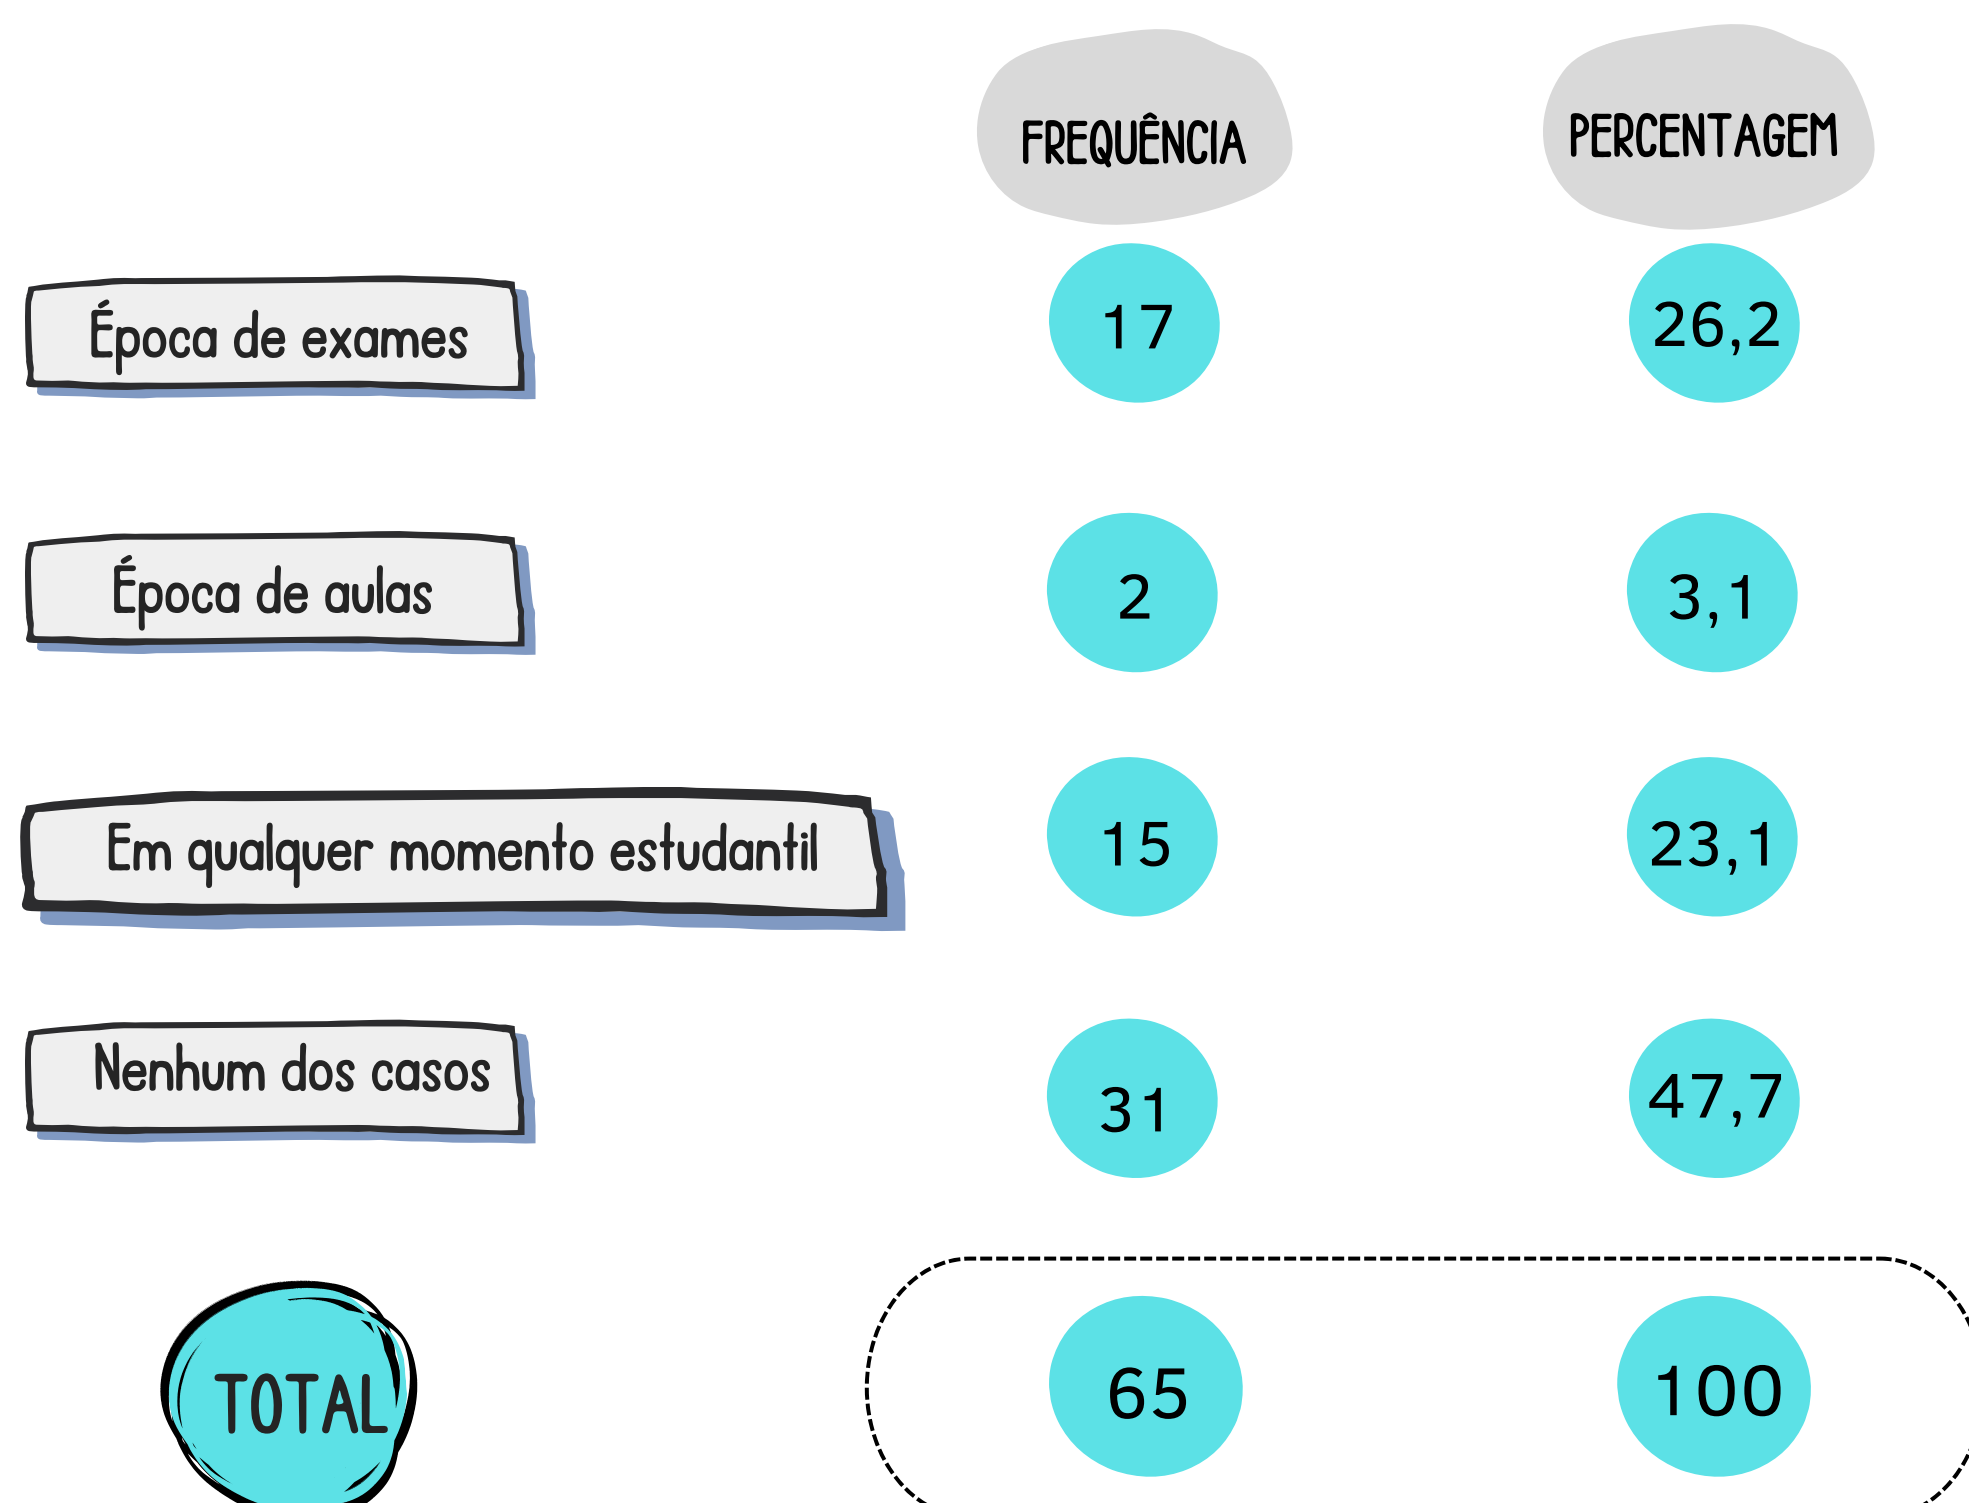 FREQUÊNCIA PERCENTAGEM
Época de exames 17 26,2
Época de aulas 2 3,1
Em qualquer momento estudantil 15 23,1
Nenhum dos casos 31 47,7
TOTAL 65 100